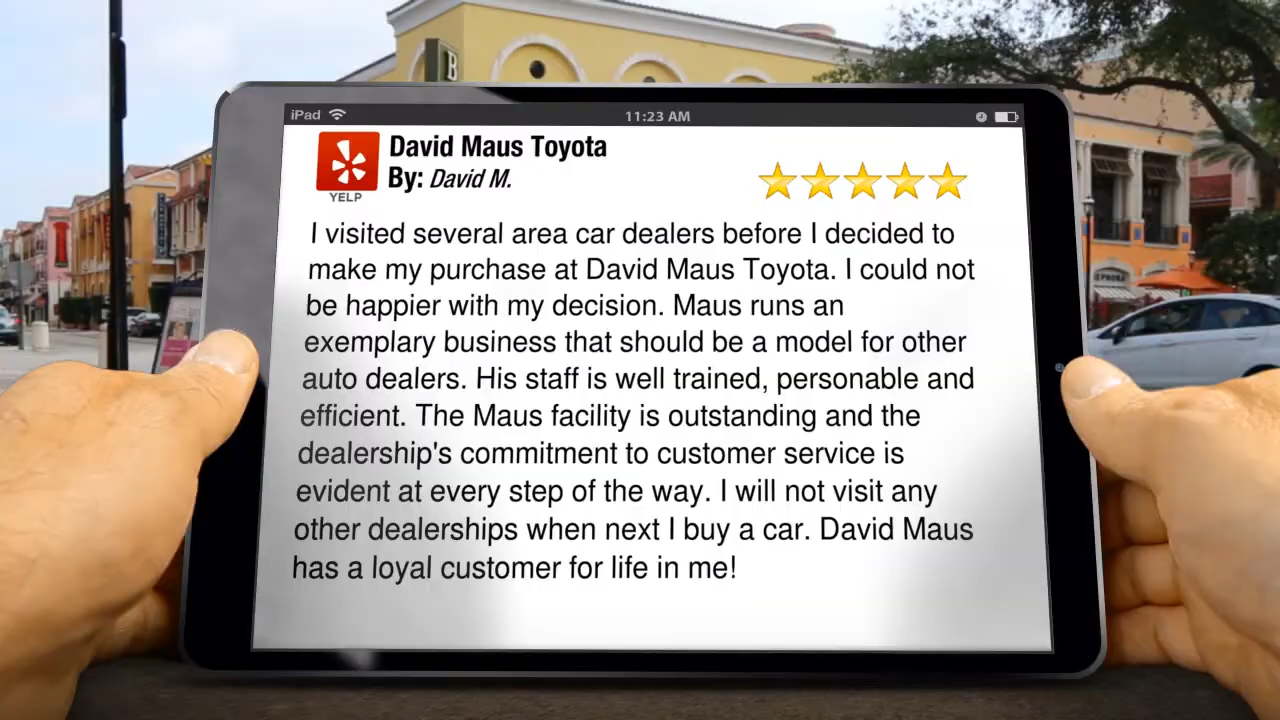 iPad 11:23 AM
David Maus Toyota
By: David M.
YELP
I visited several area car dealers before I decided to
make my purchase at David Maus Toyota. I could not
be happier with my decision. Maus runs an
exemplary business that should be a model for other
auto dealers. His staff is well trained, personable and
efficient. The Maus facility is outstanding and the
dealership's commitment to customer service is
evident at every step of the way. I will not visit any
other dealerships when next I buy a car. David Maus
has a loyal customer for life in me!
B